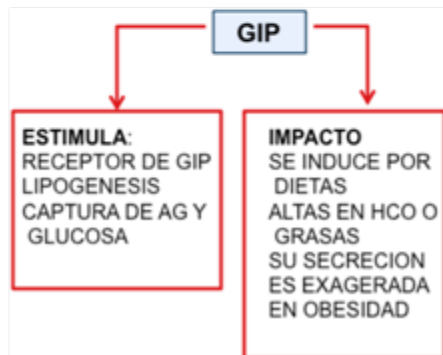 GIP
ESTIMULA:
RECEPTOR DE GIP
LIPOGENESIS
CAPTURA DE AG Y
GLUCOSA
IMPACTO
SE INDUCE POR
DIETAS
ALTAS EN HCO O
GRASAS
SU SECRECION
ES EXAGERADA
EN OBESIDAD